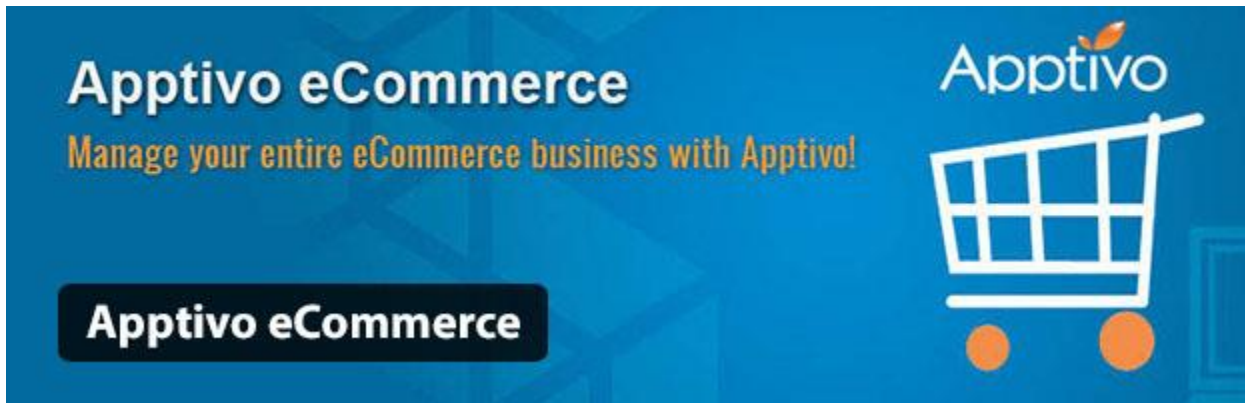 Apptivo eCommerce
Apptivo
Manage your entire eCommerce business with Apptivo!
Apptivo eCommerce